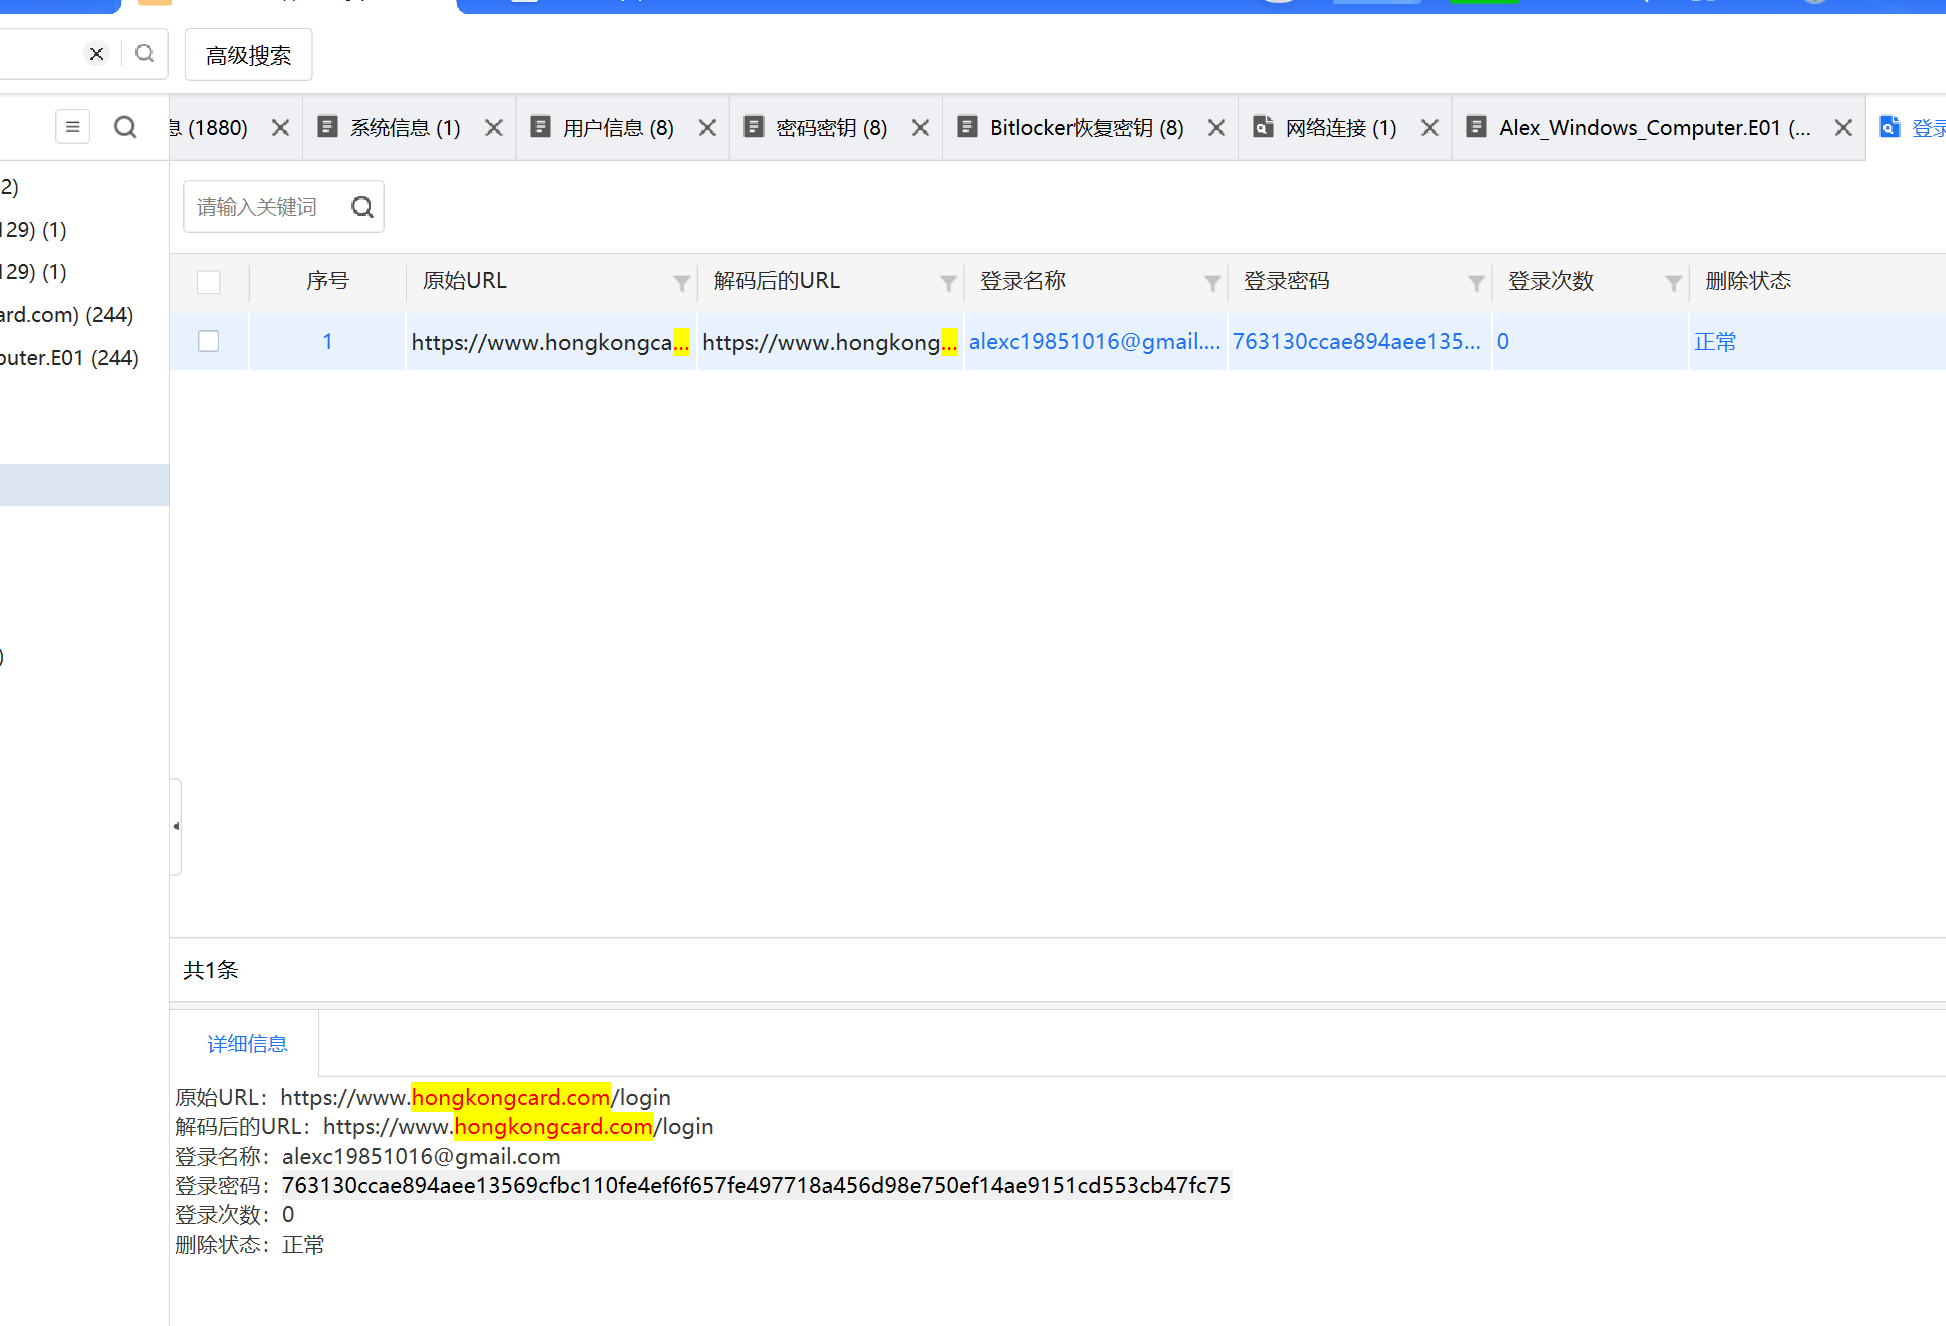 高级搜索
息 (1880)
系统信息 (1)
用户信息 (8)
密码密钥 (8)
Bitlocker恢复密钥 (8)
网络连接 (1)
Alex_Windows_Computer.E01 (...
登录
2)
129) (1)
129) (1)
ard.com) (244)
puter.E01 (244)
)
请输入关键词
序号 原始URL 解码后的URL 登录名称 登录密码 登录次数 删除状态
1 https://www.hongkongca... https://www.hongkong... alexc19851016@gmail.... 763130ccae894aee135... 0 正常
共1条
详细信息
原始URL：https://www.hongkongcard.com/login
解码后的URL：https://www.hongkongcard.com/login
登录名称：alexc19851016@gmail.com
登录密码：763130ccae894aee13569cfbc110fe4ef6f657fe497718a456d98e750ef14ae9151cd553cb47fc75
登录次数：0
删除状态：正常